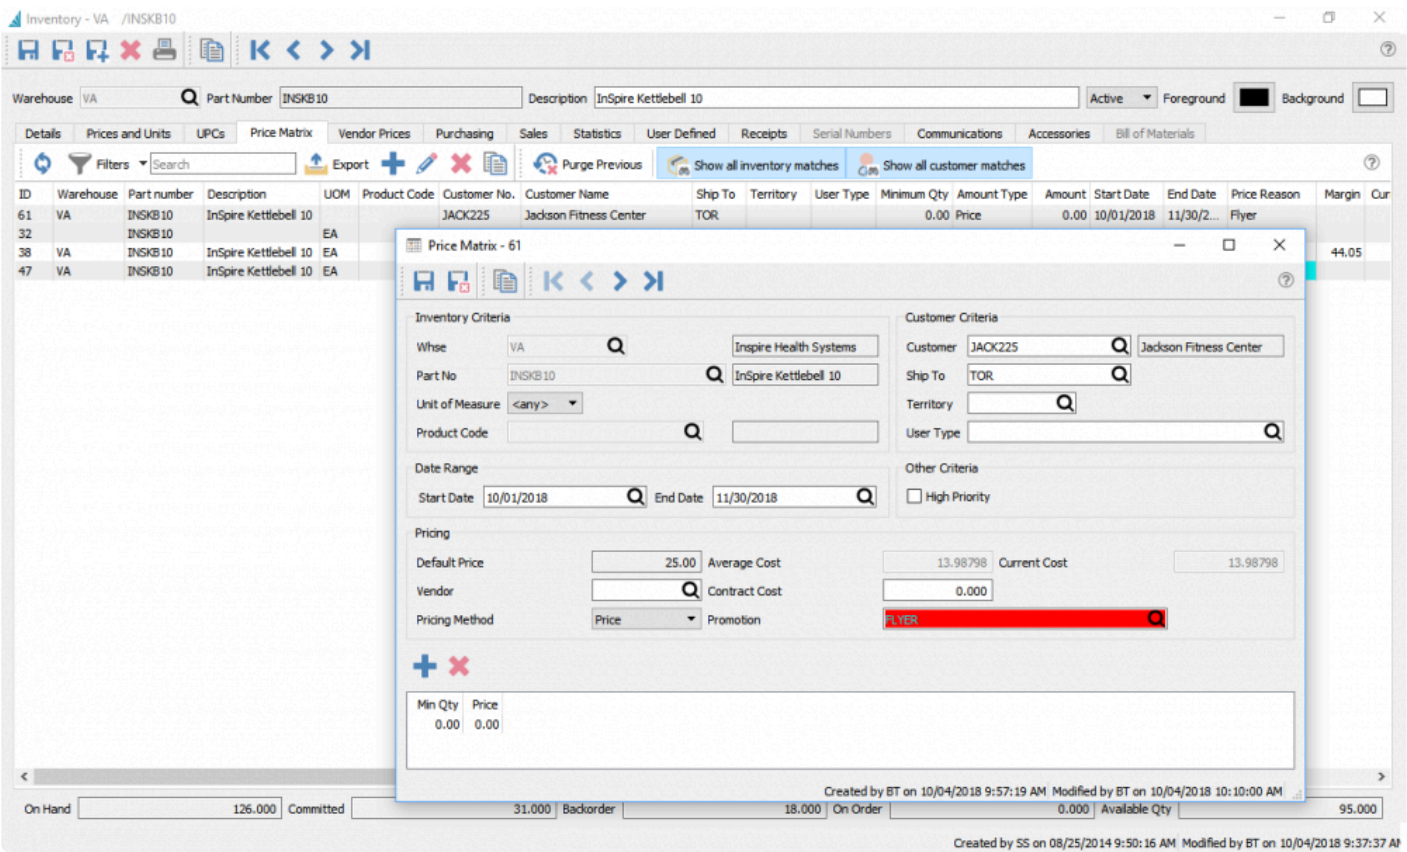 Inventory - VA /INSKB10
Warehouse VA Part Number INSKB10 Description InSpire Kettlebell 10 Active Foreground Background
Details Prices and Units UPCs Price Matrix Vendor Prices Purchasing Sales Statistics User Defined Receipts Serial Numbers Communications Accessories Bill of Materials
Filters Search Export Purge Previous Show all inventory matches Show all customer matches
ID Warehouse Part number Description UOM Product Code Customer No. Customer Name Ship To Territory User Type Minimum Qty Amount Type Amount Start Date End Date Price Reason Margin Cur
61 VA INSKB10 InSpire Kettlebell 10 JACK225 Jackson Fitness Center TOR 0.00 Price 0.00 10/01/2018 11/30/2... Flyer
32 INSKB10 EA
38 VA INSKB10 InSpire Kettlebell 10 EA 44.05
47 VA INSKB10 InSpire Kettlebell 10 EA
Price Matrix - 61
Inventory Criteria Customer Criteria
Whse VA Inspire Health Systems Customer JACK225 Jackson Fitness Center
Part No INSKB10 InSpire Kettlebell 10 Ship To TOR
Unit of Measure <any> Territory
Product Code User Type
Date Range Other Criteria
Start Date 10/01/2018 End Date 11/30/2018 High Priority
Pricing
Default Price 25.00 Average Cost 13.98798 Current Cost 13.98798
Vendor Contract Cost 0.000
Pricing Method Price Promotion FLYER
Min Qty Price
0.00 0.00
Created by BT on 10/04/2018 9:57:19 AM Modified by BT on 10/04/2018 10:10:00 AM
On Hand 126.000 Committed 31.000 Backorder 18.000 On Order 0.000 Available Qty 95.000
Created by SS on 08/25/2014 9:50:16 AM Modified by BT on 10/04/2018 9:37:37 AM